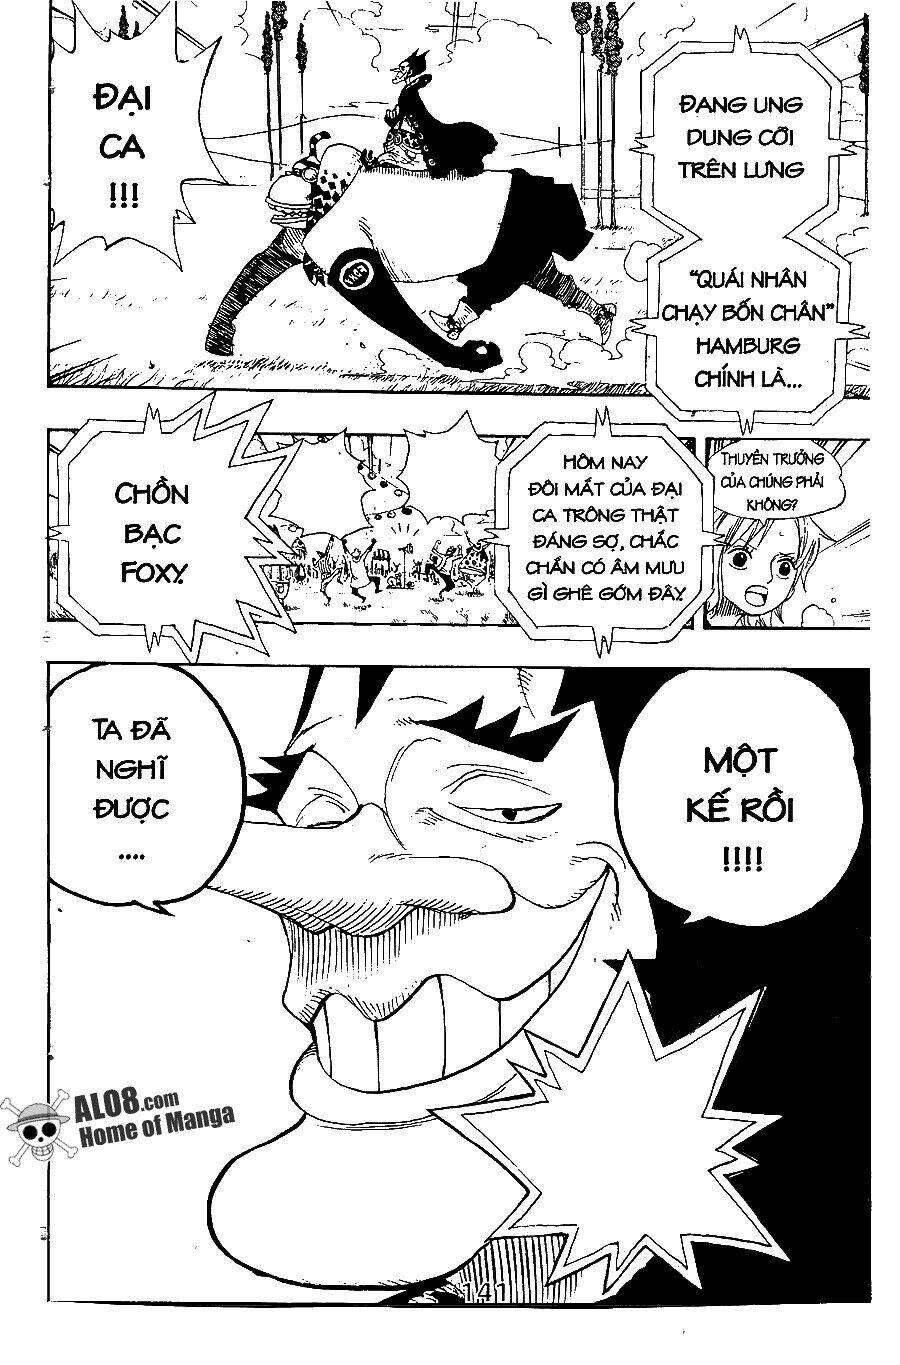 ĐANG UNG
DUNG CỠI
TRÊN LƯNG
"QUÁI NHÂN
CHẠY BỐN CHÂN"
HAMBURG
CHÍNH LÀ...
ĐẠI
CA
!!!
THUYỀN TRƯỞNG
CỦA CHÚNG PHẢI
KHÔNG?
HÔM NAY
ĐÔI MẮT CỦA ĐẠI
CA TRÔNG THẬT
ĐÁNG SỢ, CHẮC
CHẮN CÓ ÂM MƯU
GÌ GHÊ GỚM ĐÂY.
CHỒN
BẠC
FOXY.
MỘT
KẾ RỒI
!!!!
TA ĐÃ
NGHĨ
ĐƯỢC
....
AL08.com
Home of Manga
141